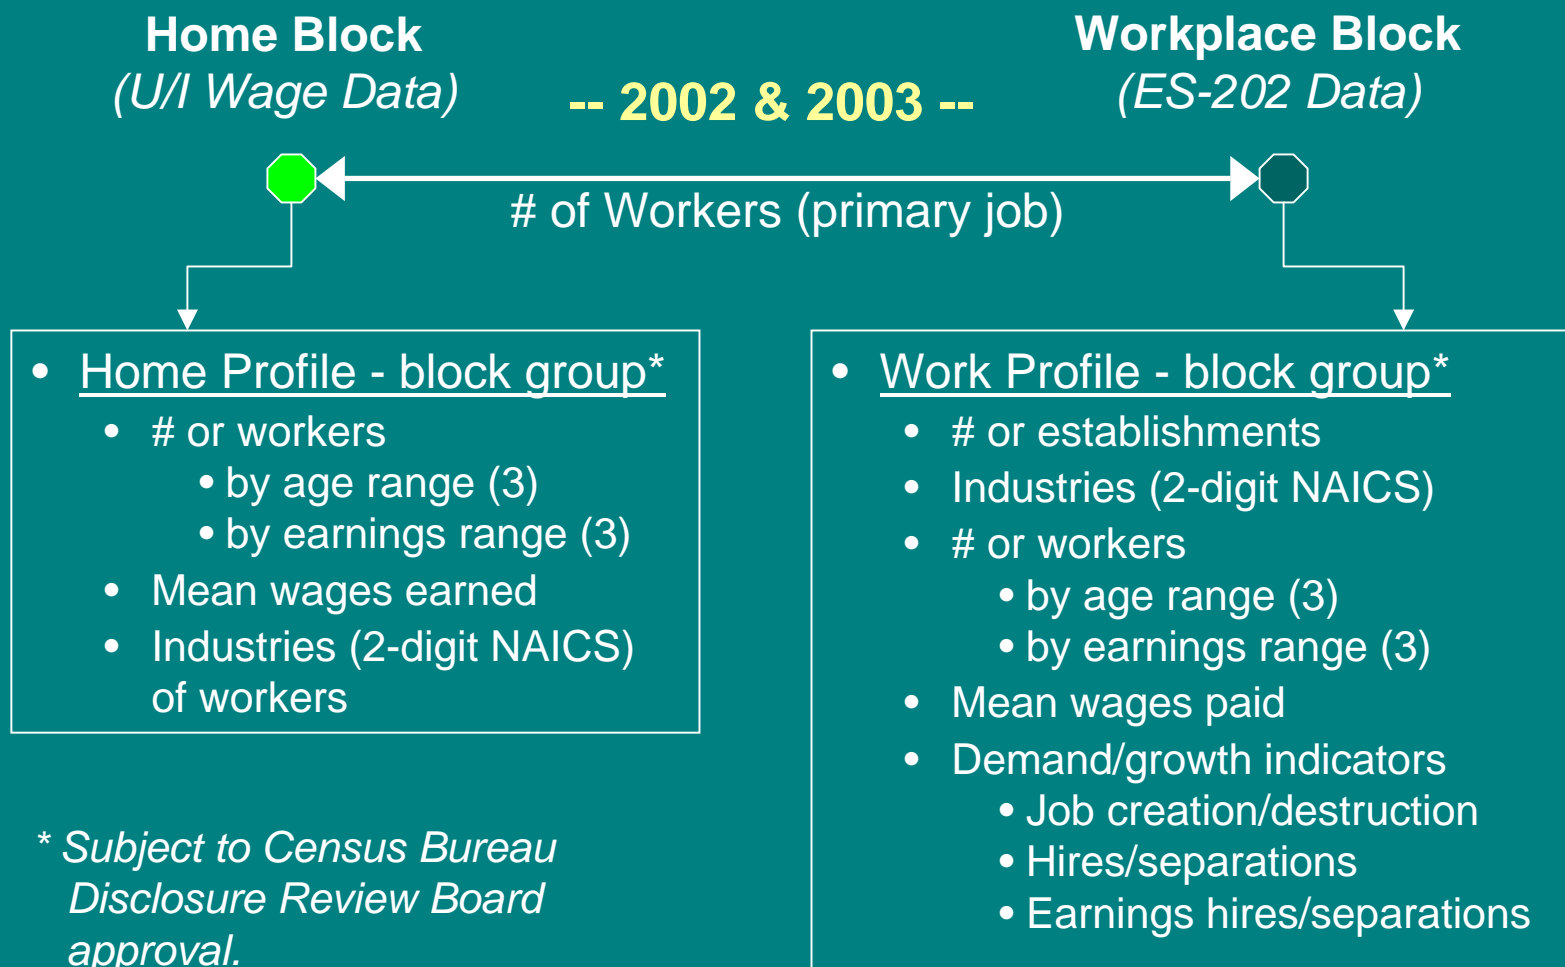 Home Block
(U/I Wage Data)
-- 2002 & 2003 --
Workplace Block
(ES-202 Data)
# of Workers (primary job)
• Home Profile - block group*
• # or workers
• by age range (3)
• by earnings range (3)
• Mean wages earned
• Industries (2-digit NAICS)
of workers
* Subject to Census Bureau
Disclosure Review Board
approval.
• Work Profile - block group*
• # or establishments
• Industries (2-digit NAICS)
• # or workers
• by age range (3)
• by earnings range (3)
• Mean wages paid
• Demand/growth indicators
• Job creation/destruction
• Hires/separations
• Earnings hires/separations